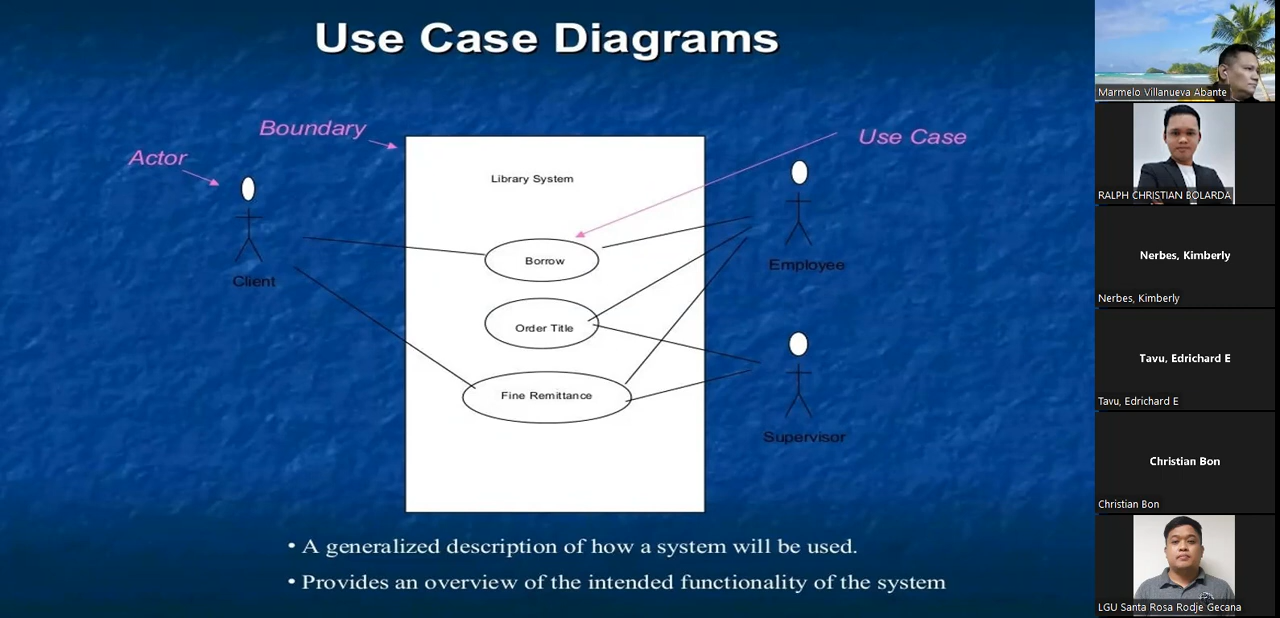 Use Case Diagrams
Boundary
Use Case
Actor
Library System
Borrow
Employee
Client
Order Title
Fine Remittance
Supervisor
• A generalized description of how a system will be used.
• Provides an overview of the intended functionality of the system
Marmelo Villanueva Abante
RALPH CHRISTIAN BOLARDA
Nerbes, Kimberly
Nerbes, Kimberly
Tavu, Edrichard E
Tavu, Edrichard E
Christian Bon
Christian Bon
LGU Santa Rosa Rodje Gecana